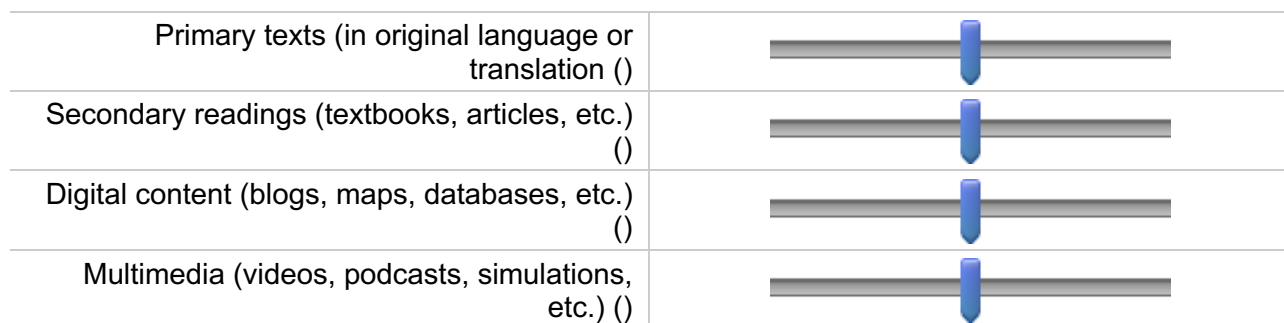 Primary texts (in original language or
translation ()
Secondary readings (textbooks, articles, etc.)
()
Digital content (blogs, maps, databases, etc.)
()
Multimedia (videos, podcasts, simulations,
etc.) ()